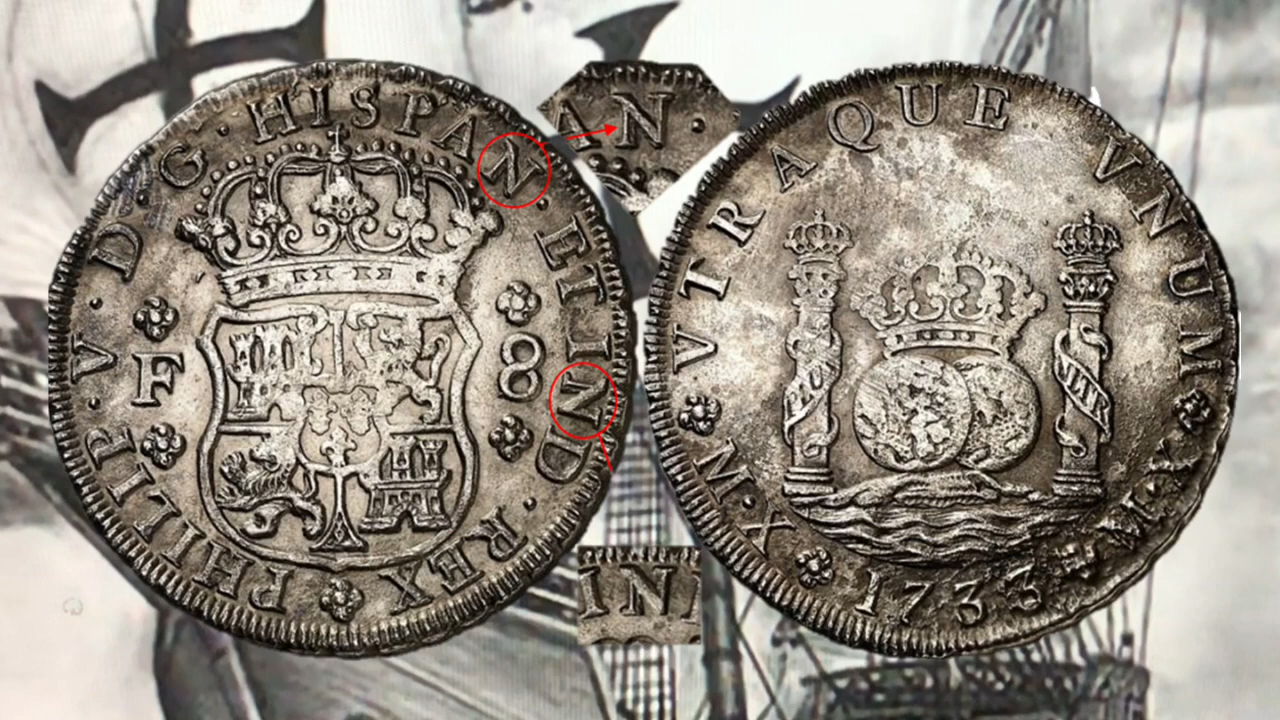 PHILIP · V · D · G · HISPAN · ET IND · REX
F
8
AN ·
IN
VTRAQUE VNUM · X · M · 1733 · X · M ·